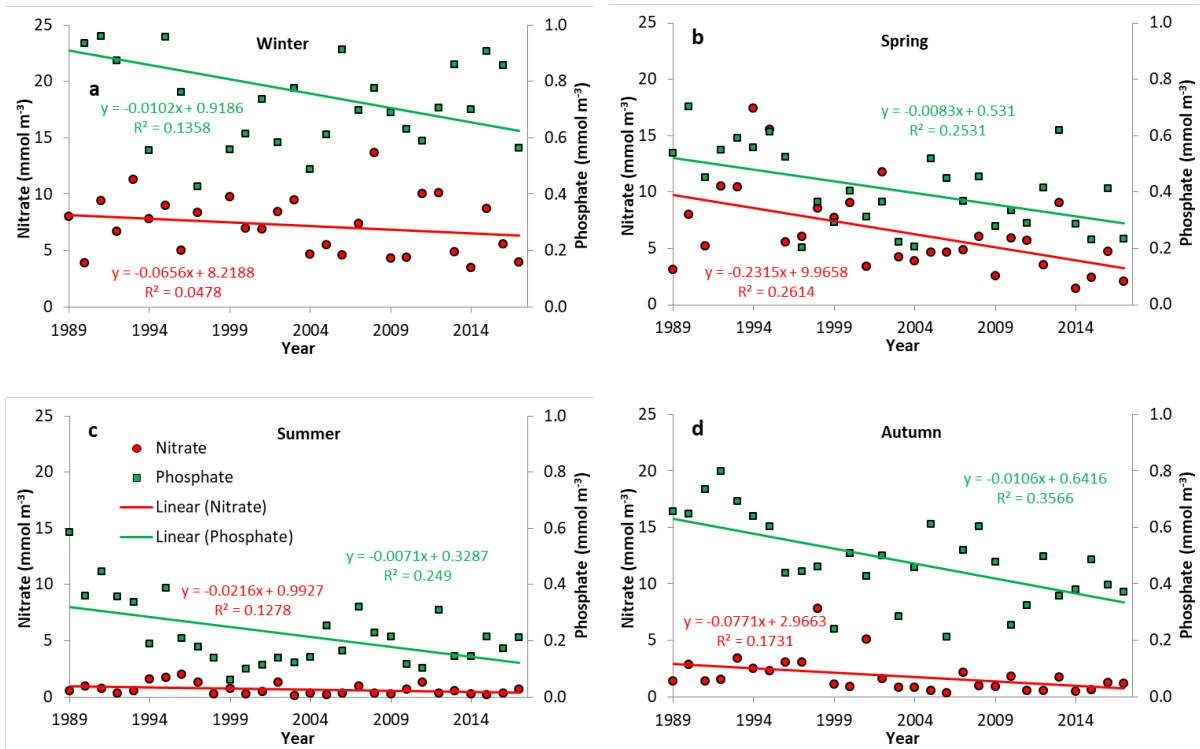 Winter
a
y = -0.0102x + 0.9186
R² = 0.1358
y = -0.0656x + 8.2188
R² = 0.0478
Nitrate (mmol m⁻³)
Phosphate (mmol m⁻³)
25
20
15
10
5
0
1.0
0.8
0.6
0.4
0.2
0.0
1989 1994 1999 2004 2009 2014
Year
b
Spring
y = -0.0083x + 0.531
R² = 0.2531
y = -0.2315x + 9.9658
R² = 0.2614
Nitrate (mmol m⁻³)
Phosphate (mmol m⁻³)
25
20
15
10
5
0
1.0
0.8
0.6
0.4
0.2
0.0
1989 1994 1999 2004 2009 2014
Year
c
Summer
Nitrate
Phosphate
Linear (Nitrate)
Linear (Phosphate)
y = -0.0071x + 0.3287
R² = 0.249
y = -0.0216x + 0.9927
R² = 0.1278
Nitrate (mmol m⁻³)
Phosphate (mmol m⁻³)
25
20
15
10
5
0
1.0
0.8
0.6
0.4
0.2
0.0
1989 1994 1999 2004 2009 2014
Year
d
Autumn
y = -0.0106x + 0.6416
R² = 0.3566
y = -0.0771x + 2.9663
R² = 0.1731
Nitrate (mmol m⁻³)
Phosphate (mmol m⁻³)
25
20
15
10
5
0
1.0
0.8
0.6
0.4
0.2
0.0
1989 1994 1999 2004 2009 2014
Year